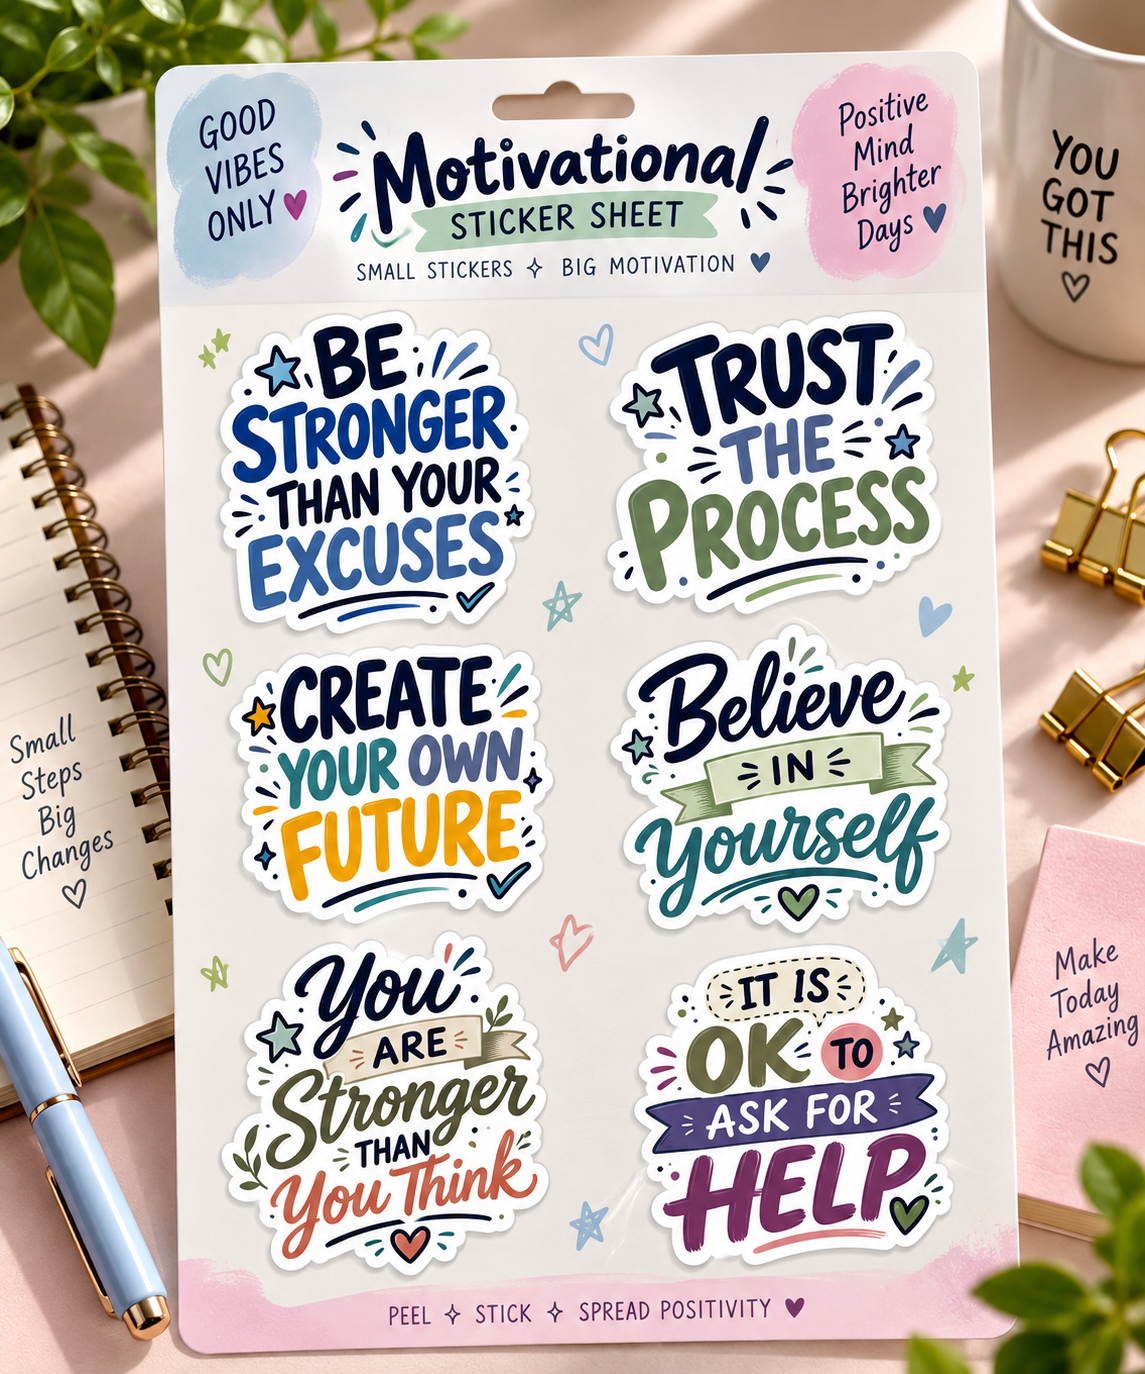 GOOD
VIBES
ONLY
Motivational
STICKER SHEET
SMALL STICKERS BIG MOTIVATION
Positive
Mind
Brighter
Days
YOU
GOT
THIS
BE
STRONGER
THAN YOUR
EXCUSES
TRUST
THE
PROCESS
CREATE
YOUR OWN
FUTURE
Believe
IN
Yourself
You
ARE
Stronger
THAN
You Think
IT IS
OK TO
ASK FOR
HELP
Small
Steps
Big
Changes
Make
Today
Amazing
PEEL STICK SPREAD POSITIVITY